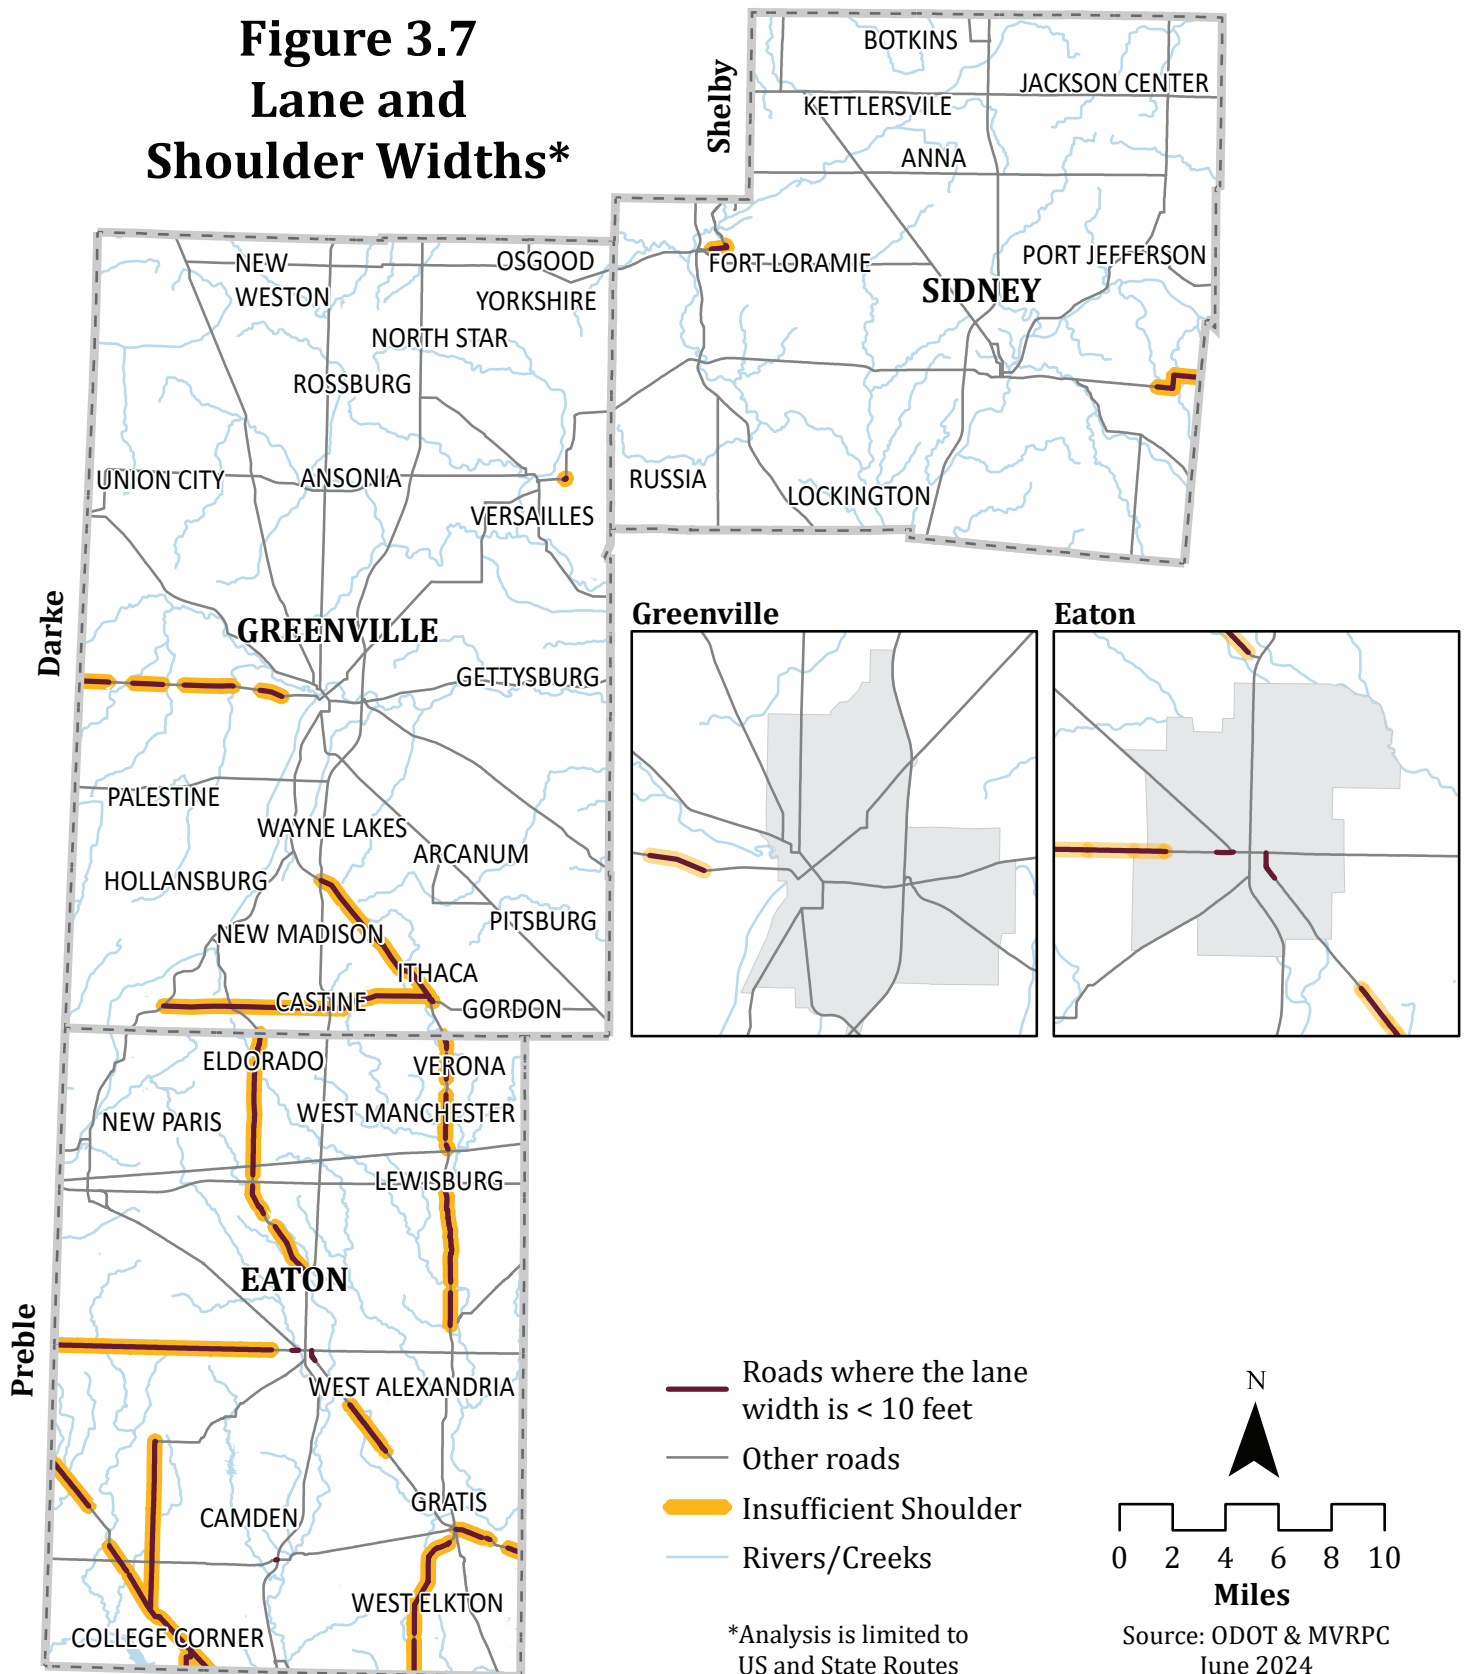 Figure 3.7
Lane and
Shoulder Widths*
Shelby
BOTKINS
JACKSON CENTER
KETTLERSVILE
ANNA
FORT LORAMIE
PORT JEFFERSON
SIDNEY
RUSSIA
LOCKINGTON
Darke
NEW
WESTON
OSGOOD
YORKSHIRE
NORTH STAR
ROSSBURG
UNION CITY
ANSONIA
VERSAILLES
GREENVILLE
GETTYSBURG
PALESTINE
WAYNE LAKES
ARCANUM
HOLLANSBURG
PITSBURG
NEW MADISON
ITHACA
CASTINE
GORDON
Greenville
Eaton
Preble
ELDORADO
VERONA
NEW PARIS
WEST MANCHESTER
LEWISBURG
EATON
WEST ALEXANDRIA
GRATIS
CAMDEN
WEST ELKTON
COLLEGE CORNER
Roads where the lane
width is < 10 feet
Other roads
Insufficient Shoulder
Rivers/Creeks
*Analysis is limited to
US and State Routes
N
0 2 4 6 8 10
Miles
Source: ODOT & MVRPC
June 2024